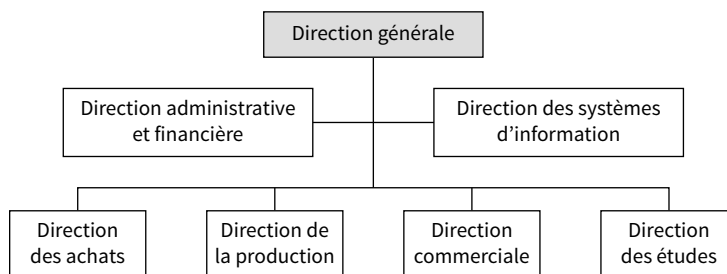 Direction générale
Direction administrative
et financière
Direction des systèmes
d’information
Direction
des achats
Direction de
la production
Direction
commerciale
Direction
des études